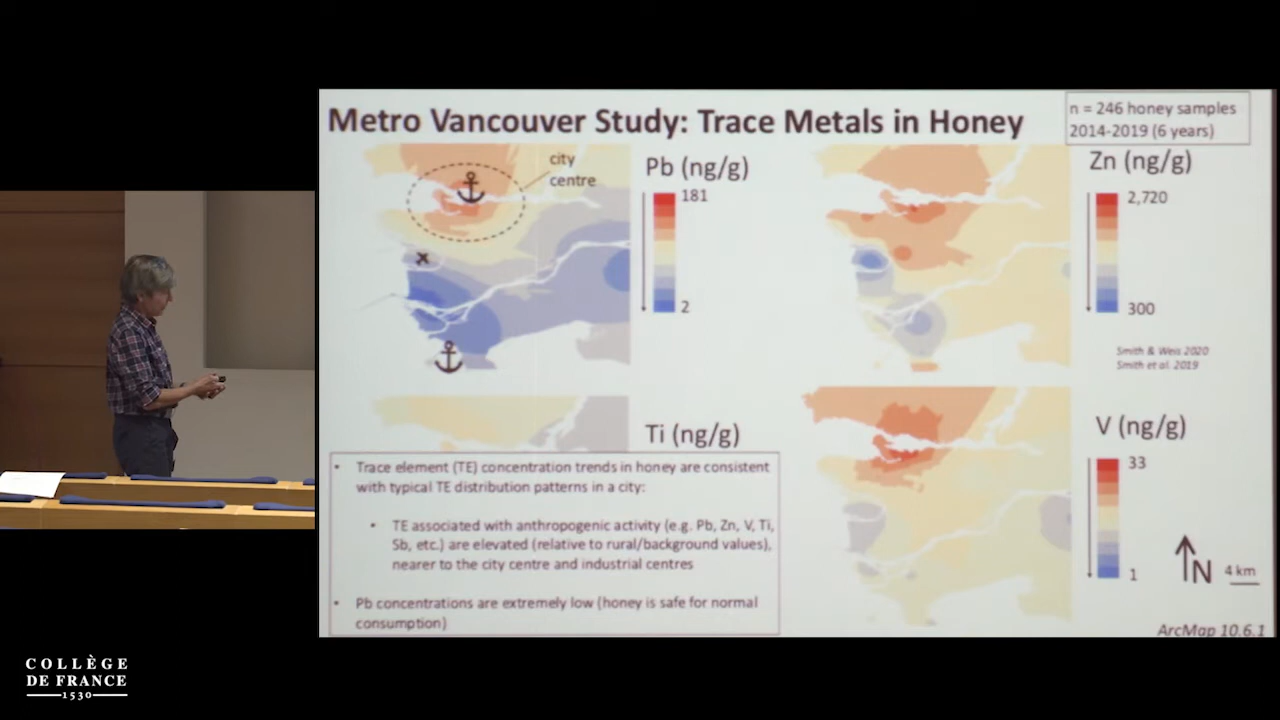 Metro Vancouver Study: Trace Metals in Honey
n = 246 honey samples
2014-2019 (6 years)
city
centre
Pb (ng/g)
181
2
Zn (ng/g)
2,720
300
Smith & Weis 2020
Smith et al. 2019
Ti (ng/g)
V (ng/g)
33
1
N
4 km
ArcMap 10.6.1
• Trace element (TE) concentration trends in honey are consistent
with typical TE distribution patterns in a city:
• TE associated with anthropogenic activity (e.g. Pb, Zn, V, Ti,
Sb, etc.) are elevated (relative to rural/background values),
nearer to the city centre and industrial centres
• Pb concentrations are extremely low (honey is safe for normal
consumption)
COLLÈGE
DE FRANCE
1530